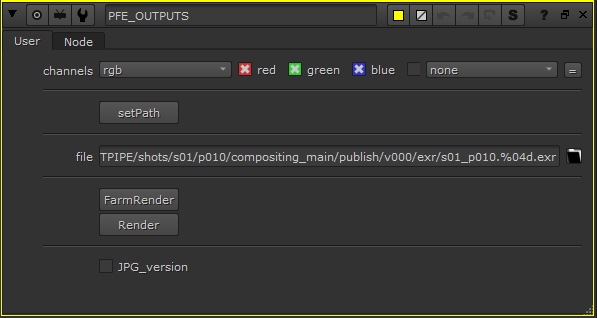 PFE_OUTPUTS S ?
User Node
channels rgb red green blue none =
setPath
file TPIPE/shots/s01/p010/compositing_main/publish/v000/exr/s01_p010.%04d.exr
FarmRender
Render
JPG_version